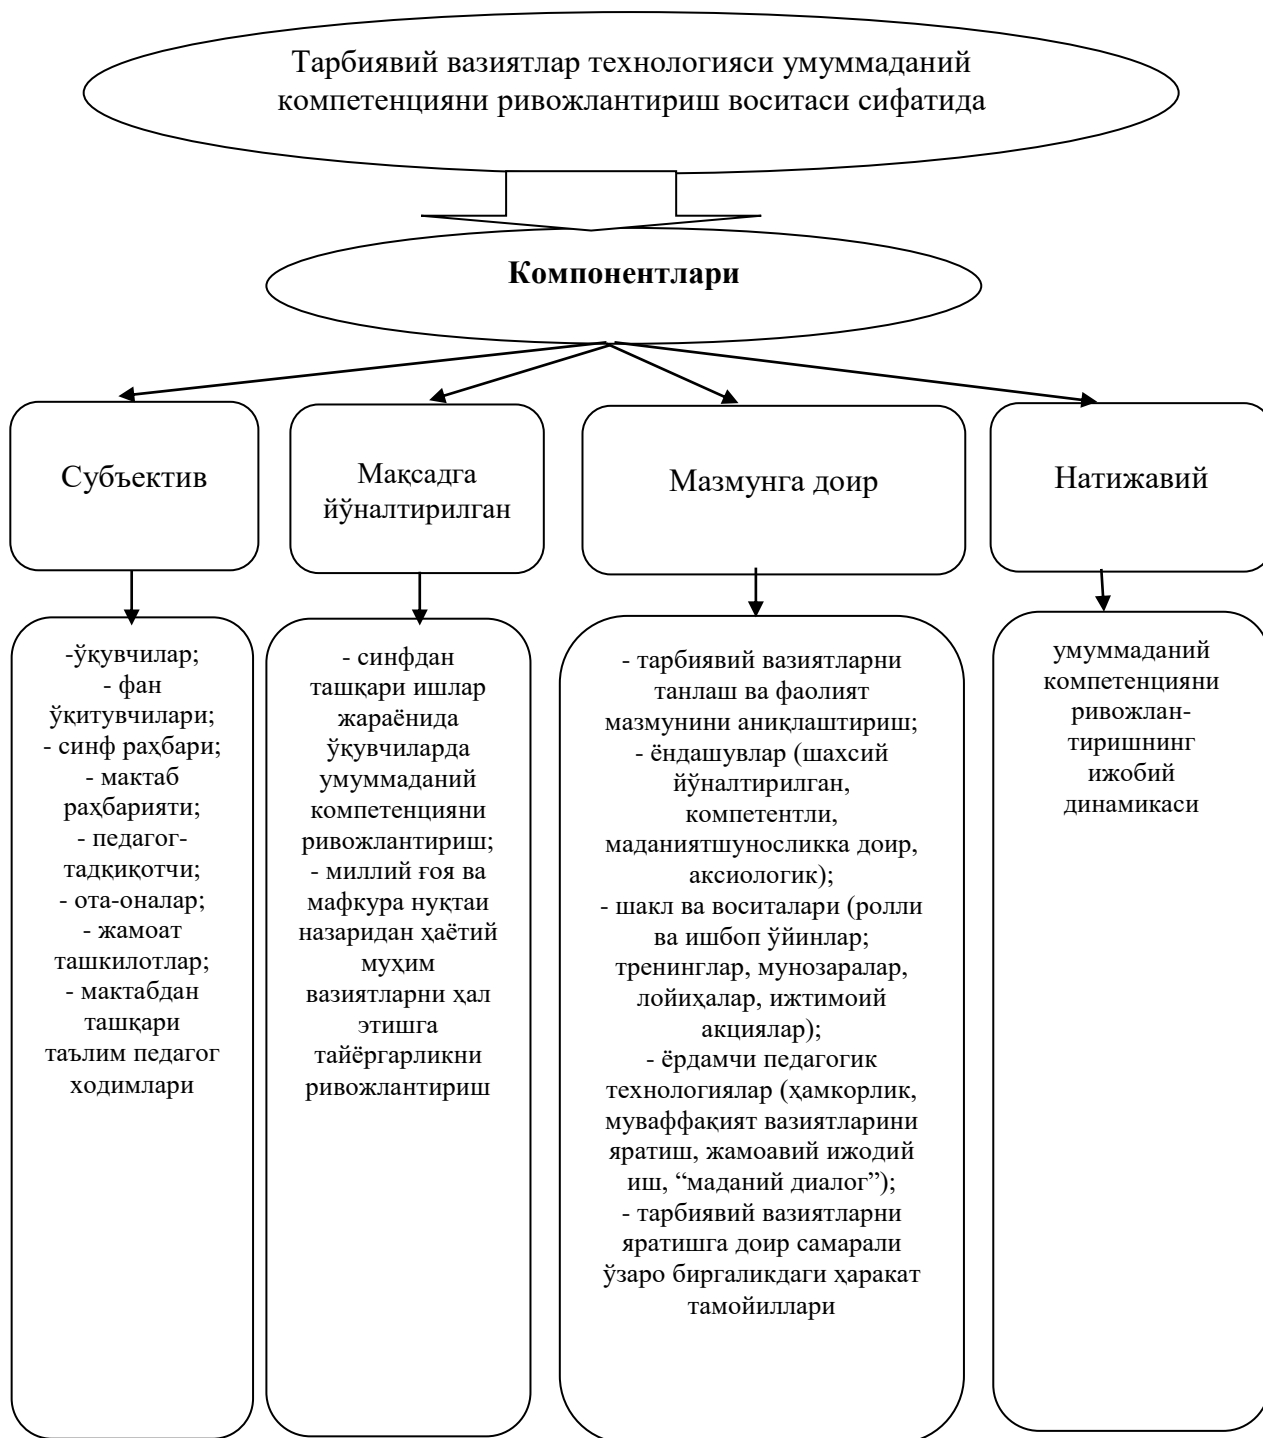 Тарбиявий вазиятлар технологияси умуммаданий
компетенцияни ривожлантириш воситаси сифатида
Компонентлари
Субъектив
Мақсадга
йўналтирилган
Мазмунга доир
Натижавий
-ўқувчилар;
- фан
ўқитувчилари;
- синф раҳбари;
- мактаб
раҳбарияти;
- педагог-
тадқиқотчи;
- ота-оналар;
- жамоат
ташкилотлар;
- мактабдан
ташқари
таълим педагог
ходимлари
- синфдан
ташқари ишлар
жараёнида
ўқувчиларда
умуммаданий
компетенцияни
ривожлантириш;
- миллий ғоя ва
мафкура нуқтаи
назаридан ҳаётий
муҳим
вазиятларни ҳал
этишга
тайёргарликни
ривожлантириш
- тарбиявий вазиятларни
танлаш ва фаолият
мазмунини аниқлаштириш;
- ёндашувлар (шахсий
йўналтирилган,
компетентли,
маданиятшуносликка доир,
аксиологик);
- шакл ва воситалари (ролли
ва ишбоп ўйинлар;
тренинглар, мунозаралар,
лойиҳалар, ижтимоий
акциялар);
- ёрдамчи педагогик
технологиялар (ҳамкорлик,
муваффақият вазиятларини
яратиш, жамоавий ижодий
иш, “маданий диалог”);
- тарбиявий вазиятларни
яратишга доир самарали
ўзаро биргаликдаги ҳаракат
тамойиллари
умуммаданий
компетенцияни
ривожлан-
тиришнинг
ижобий
динамикаси